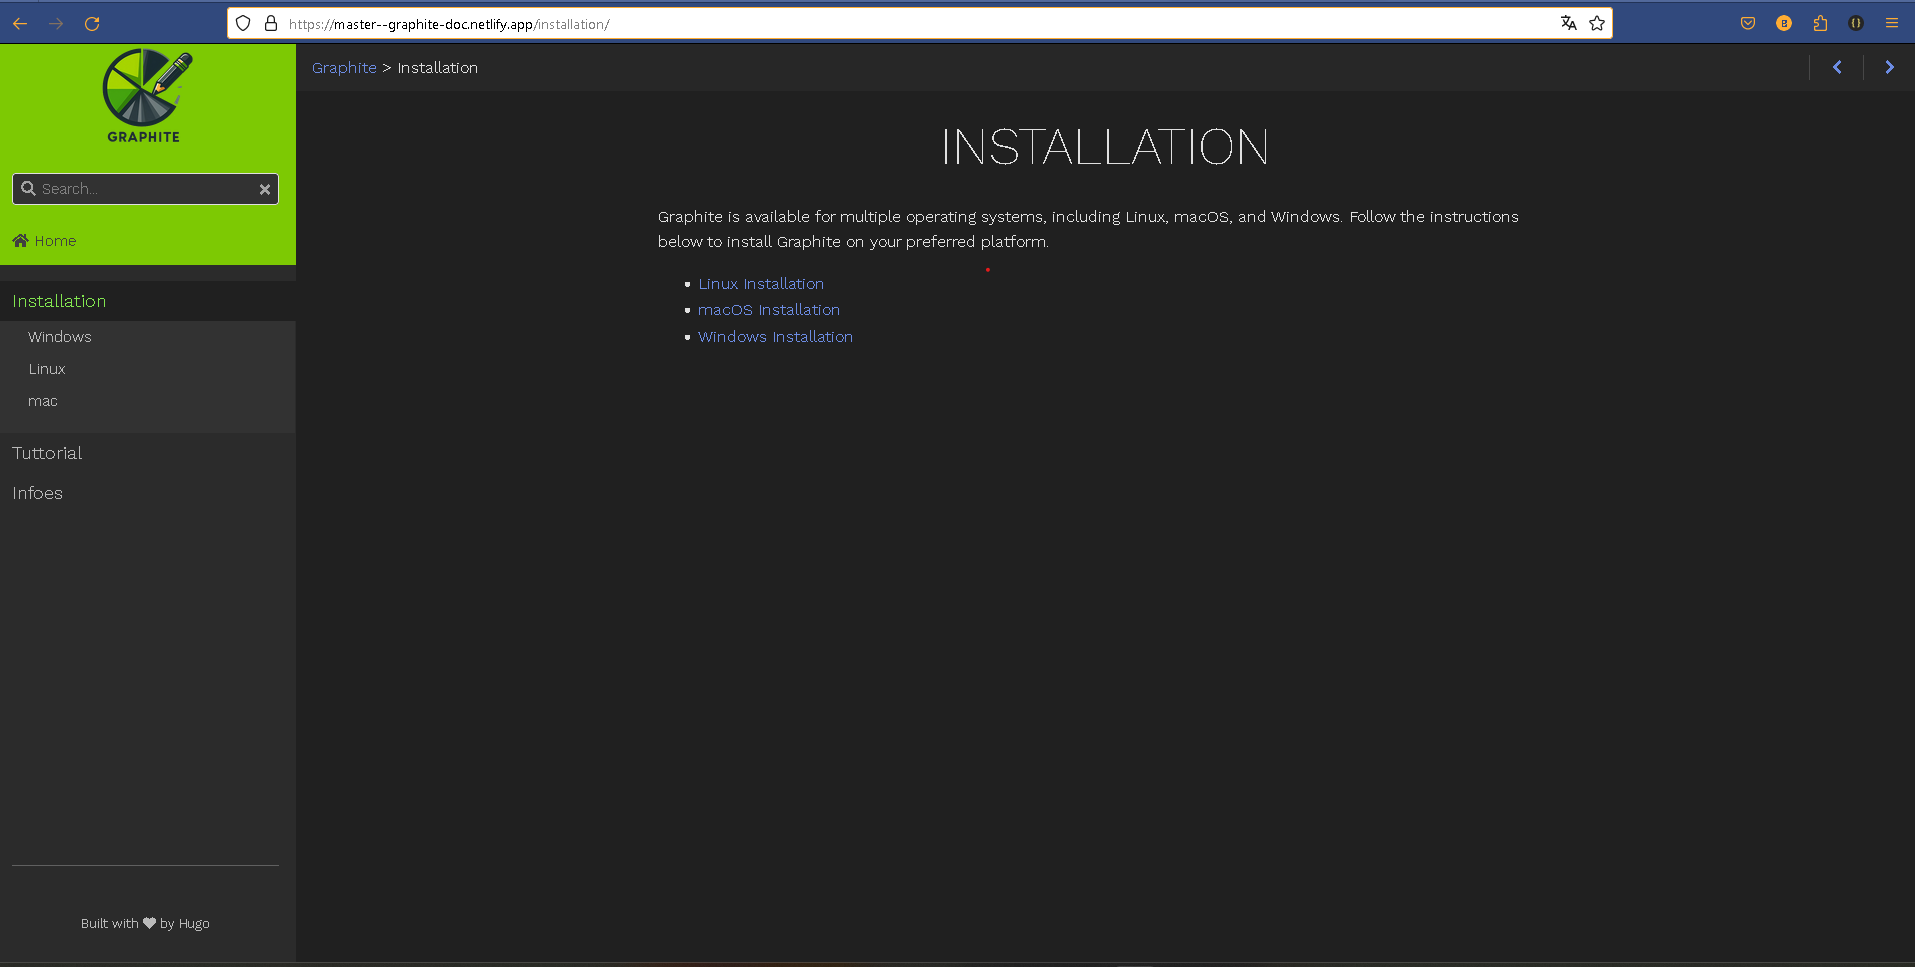 https://master--graphite-doc.netlify.app/installation/
GRAPHITE
Search...
Home
Installation
Windows
Linux
mac
Tuttorial
Infoes
Built with by Hugo
Graphite > Installation
INSTALLATION
Graphite is available for multiple operating systems, including Linux, macOS, and Windows. Follow the instructions
below to install Graphite on your preferred platform.
Linux Installation
macOS Installation
Windows Installation